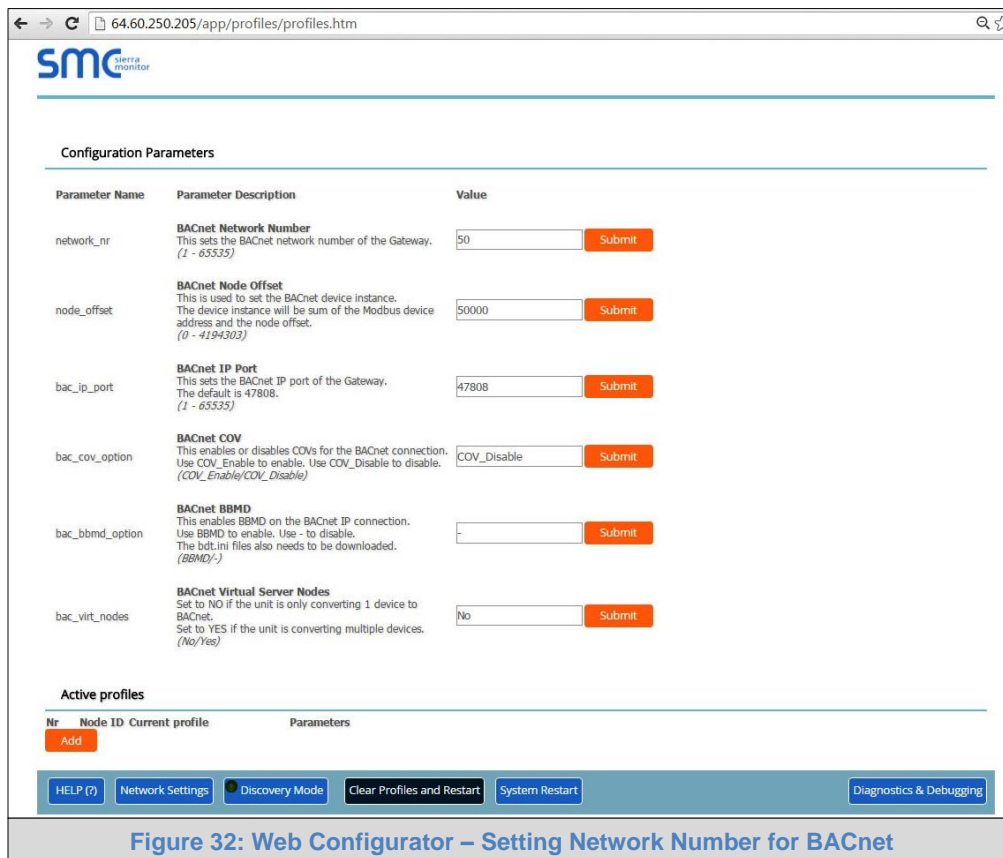 64.60.250.205/app/profiles/profiles.htm
SMC sierra monitor
Configuration Parameters
Parameter Name Parameter Description Value
network_nr
BACnet Network Number
This sets the BACnet network number of the Gateway.
(1 - 65535)
50 Submit
node_offset
BACnet Node Offset
This is used to set the BACnet device instance.
The device instance will be sum of the Modbus device
address and the node offset.
(0 - 4194303)
50000 Submit
bac_ip_port
BACnet IP Port
This sets the BACnet IP port of the Gateway.
The default is 47808.
(1 - 65535)
47808 Submit
bac_cov_option
BACnet COV
This enables or disables COVs for the BACnet connection.
Use COV_Enable to enable. Use COV_Disable to disable.
(COV_Enable/COV_Disable)
COV_Disable Submit
bac_bbmd_option
BACnet BBMD
This enables BBMD on the BACnet IP connection.
Use BBMD to enable. Use - to disable.
The bdt.ini files also needs to be downloaded.
(BBMD/-)
- Submit
bac_virt_nodes
BACnet Virtual Server Nodes
Set to NO if the unit is only converting 1 device to
BACnet.
Set to YES if the unit is converting multiple devices.
(No/Yes)
No Submit
Active profiles
Nr Node ID Current profile Parameters
Add
HELP (?) Network Settings Discovery Mode Clear Profiles and Restart System Restart Diagnostics & Debugging
Figure 32: Web Configurator – Setting Network Number for BACnet